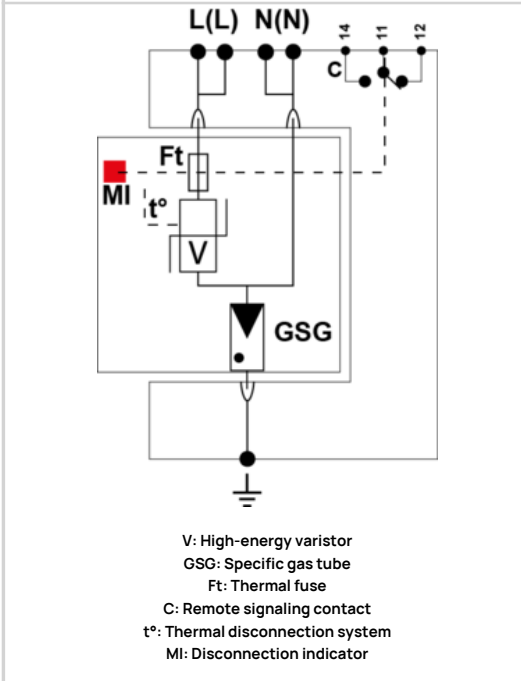 L(L) N(N)
14 11 12
C
Ft
MI
t°
V
GSG
V: High-energy varistor
GSG: Specific gas tube
Ft: Thermal fuse
C: Remote signaling contact
t°: Thermal disconnection system
MI: Disconnection indicator